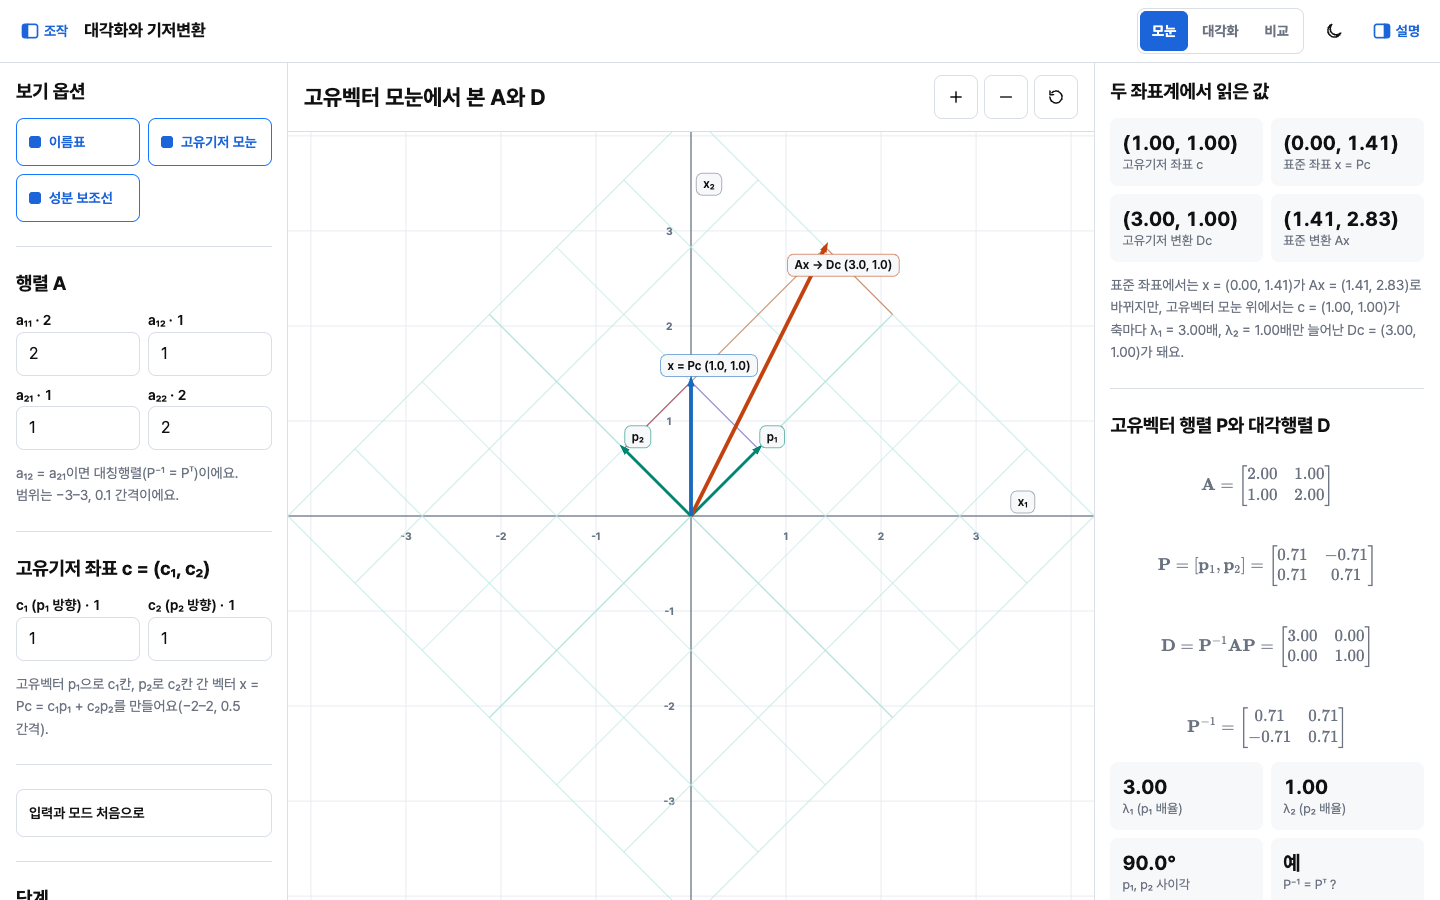 조작 대각화와 기저변환 모눈 대각화 비교 설명
보기 옵션
이름표 고유기저 모눈
성분 보조선
행렬 A
a₁₁ · 2 a₁₂ · 1
2 1
a₂₁ · 1 a₂₂ · 2
1 2
a₁₂ = a₂₁이면 대칭행렬(P⁻¹ = Pᵀ)이에요.
범위는 −3–3, 0.1 간격이에요.
고유기저 좌표 c = (c₁, c₂)
c₁ (p₁ 방향) · 1 c₂ (p₂ 방향) · 1
1 1
고유벡터 p₁으로 c₁칸, p₂로 c₂칸 간 벡터 x =
Pc = c₁p₁ + c₂p₂를 만들어요(−2–2, 0.5
간격).
입력과 모드 처음으로
단계
고유벡터 모눈에서 본 A와 D
x₂
3
Ax → Dc (3.0, 1.0)
2
x = Pc (1.0, 1.0)
1
p₂ p₁
x₁
-3 -2 -1 1 2 3
-1
-2
-3
두 좌표계에서 읽은 값
(1.00, 1.00) (0.00, 1.41)
고유기저 좌표 c 표준 좌표 x = Pc
(3.00, 1.00) (1.41, 2.83)
고유기저 변환 Dc 표준 변환 Ax
표준 좌표에서는 x = (0.00, 1.41)가 Ax = (1.41, 2.83)로
바뀌지만, 고유벡터 모눈 위에서는 c = (1.00, 1.00)가
축마다 λ₁ = 3.00배, λ₂ = 1.00배만 늘어난 Dc = (3.00,
1.00)가 돼요.
고유벡터 행렬 P와 대각행렬 D
A = [2.00 1.00
1.00 2.00]
P = [p₁, p₂] = [0.71 −0.71
0.71 0.71]
D = P⁻¹AP = [3.00 0.00
0.00 1.00]
P⁻¹ = [0.71 0.71
−0.71 0.71]
3.00 1.00
λ₁ (p₁ 배율) λ₂ (p₂ 배율)
90.0° 예
p₁, p₂ 사이각 P⁻¹ = Pᵀ ?